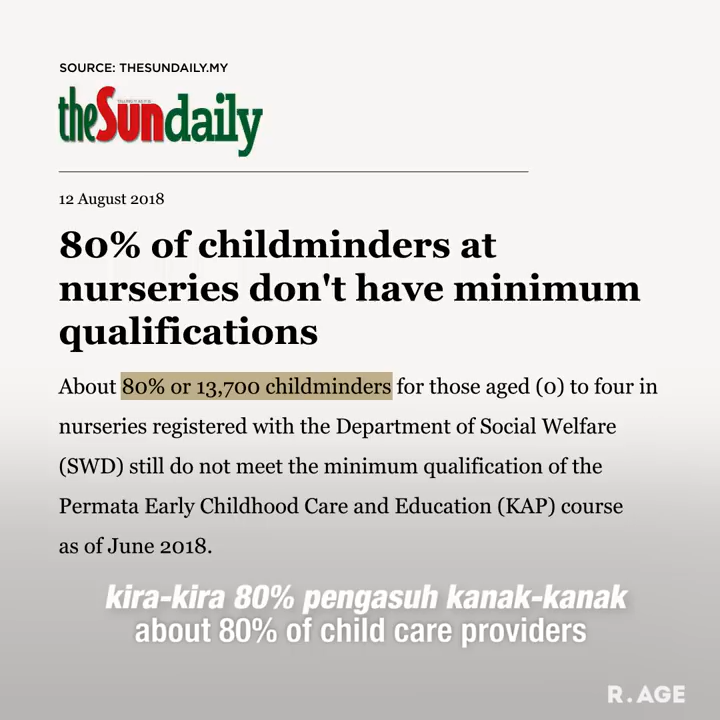 SOURCE: THESUNDAILY.MY
theSundaily
12 August 2018
80% of childminders at
nurseries don't have minimum
qualifications
About 80% or 13,700 childminders for those aged (0) to four in
nurseries registered with the Department of Social Welfare
(SWD) still do not meet the minimum qualification of the
Permata Early Childhood Care and Education (KAP) course
as of June 2018.
kira-kira 80% pengasuh kanak-kanak
about 80% of child care providers
R.AGE